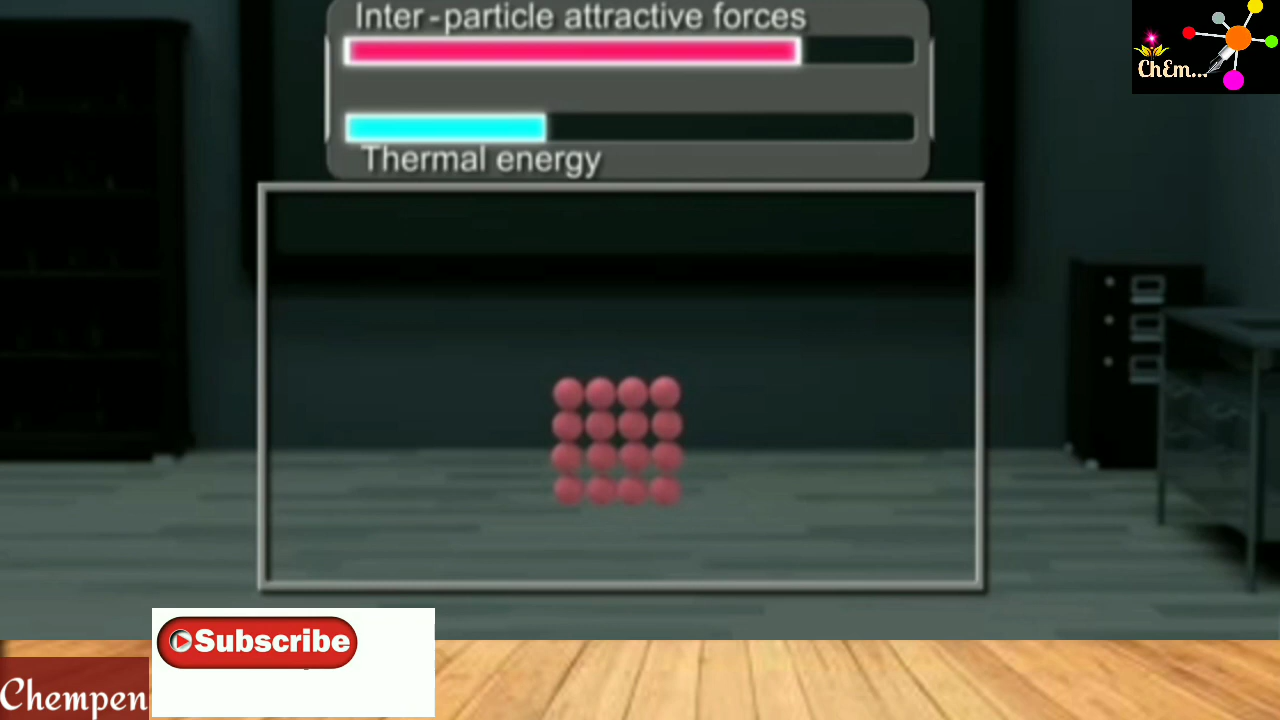 Inter-particle attractive forces
Thermal energy
ChEm...
Subscribe
Chempen